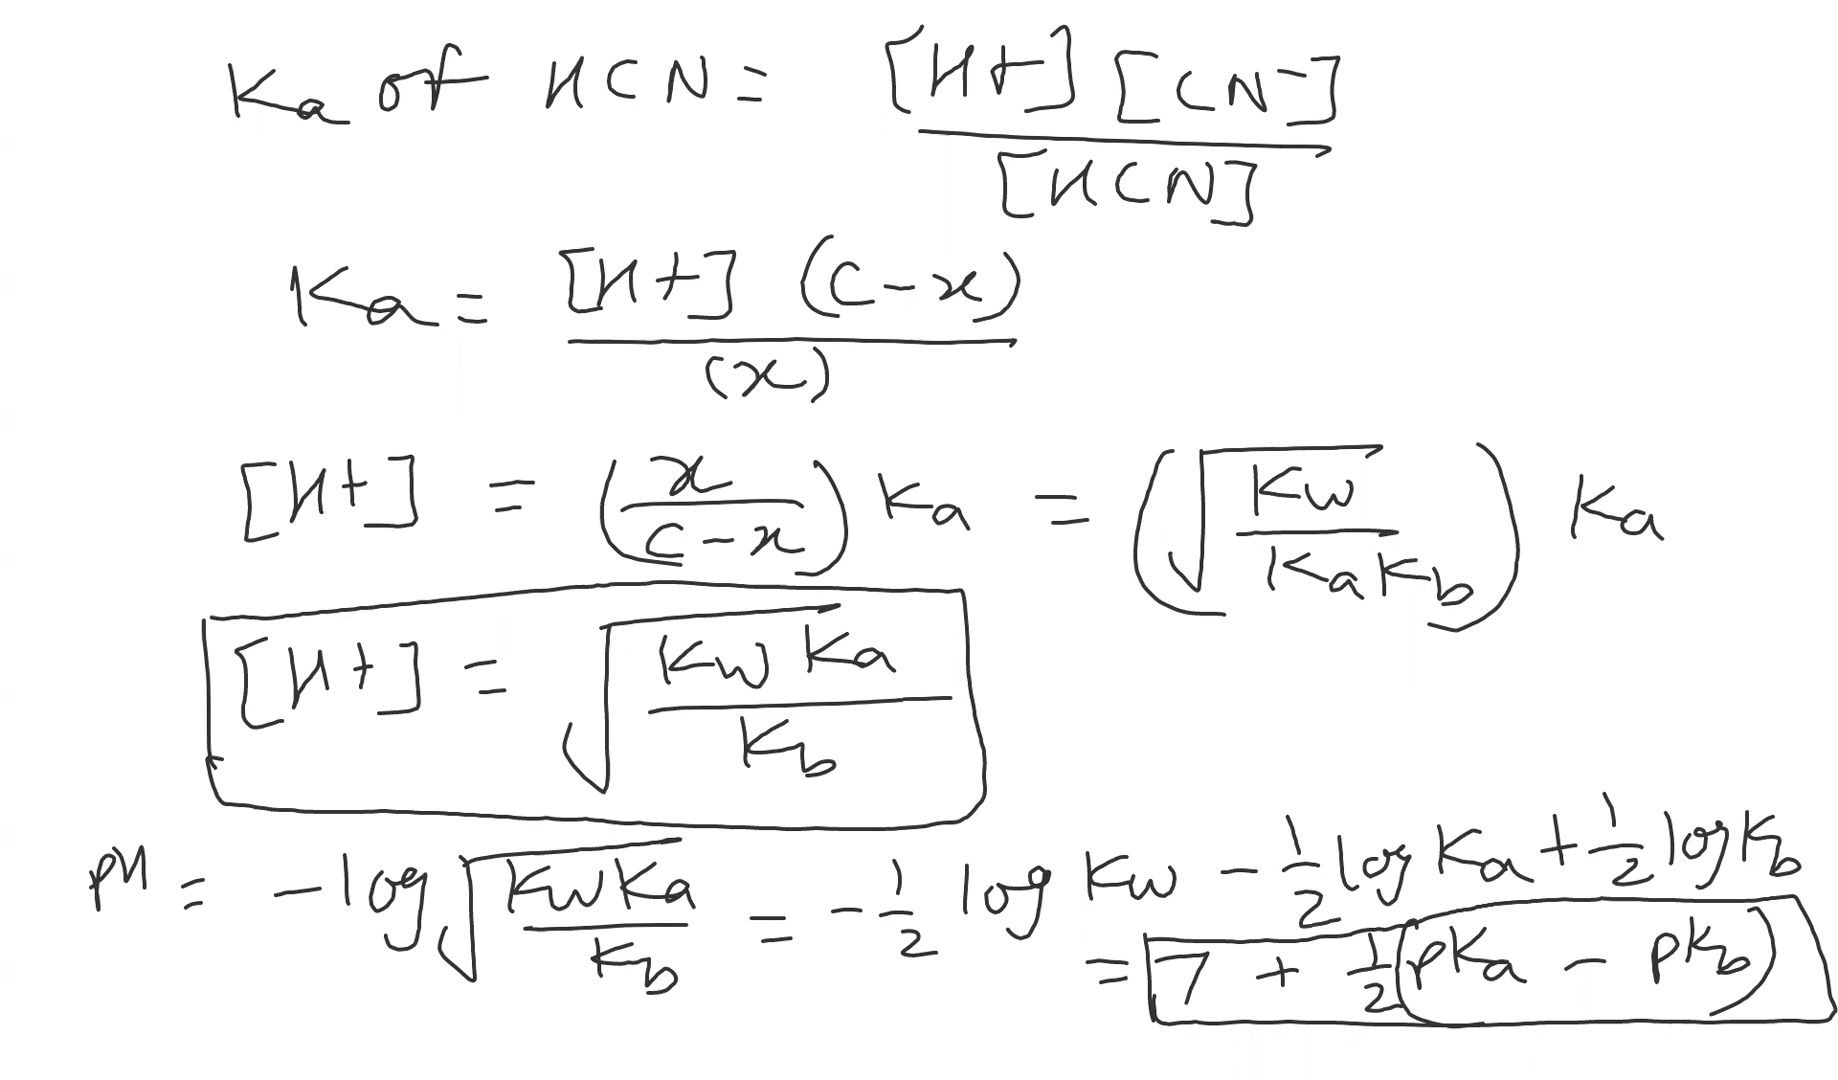 Ka of HCN = [H+] [CN-] / [HCN]
Ka = [H+] (c-x) / (x)
[H+] = (x / c-x) Ka = (√(Kw / KaKb)) Ka
[H+] = √(Kw Ka / Kb)
pH = -log √(KwKa / Kb) = -1/2 log Kw - 1/2 log Ka + 1/2 log Kb
= 7 + 1/2 (pKa - pKb)